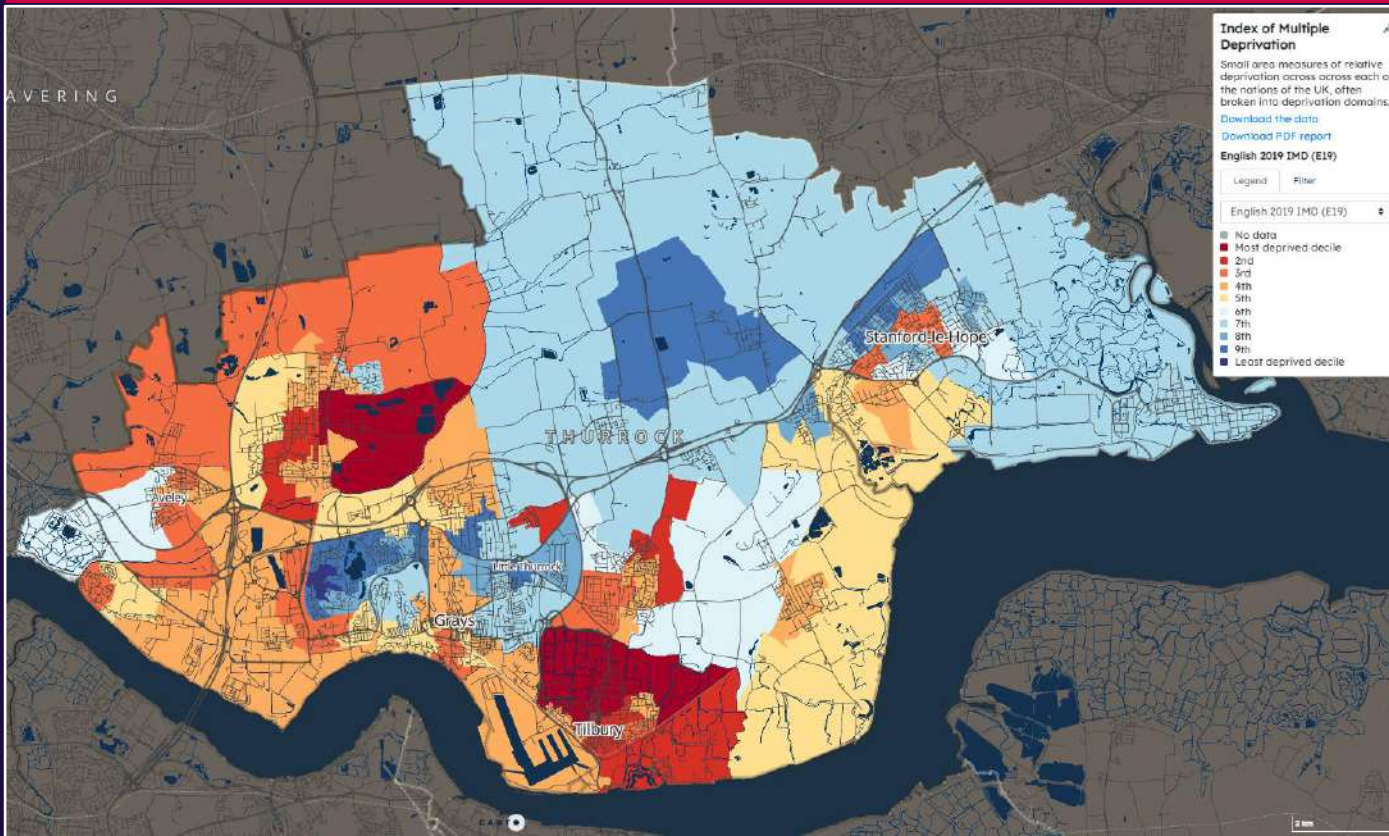 AVERING
Index of Multiple
Deprivation
Small area measures of relative
deprivation across across each o
the nations of the UK, often
broken into deprivation domains.
Download the data
Download PDF report
English 2019 IMD (E19)
Legend Filter
English 2019 IMD (E19)
No data
Most deprived decile
2nd
3rd
4th
5th
6th
7th
8th
9th
Least deprived decile
Stanford-le-Hope
THURROCK
Aveley
Little Thurrock
Grays
Tilbury
CARTO
2 km